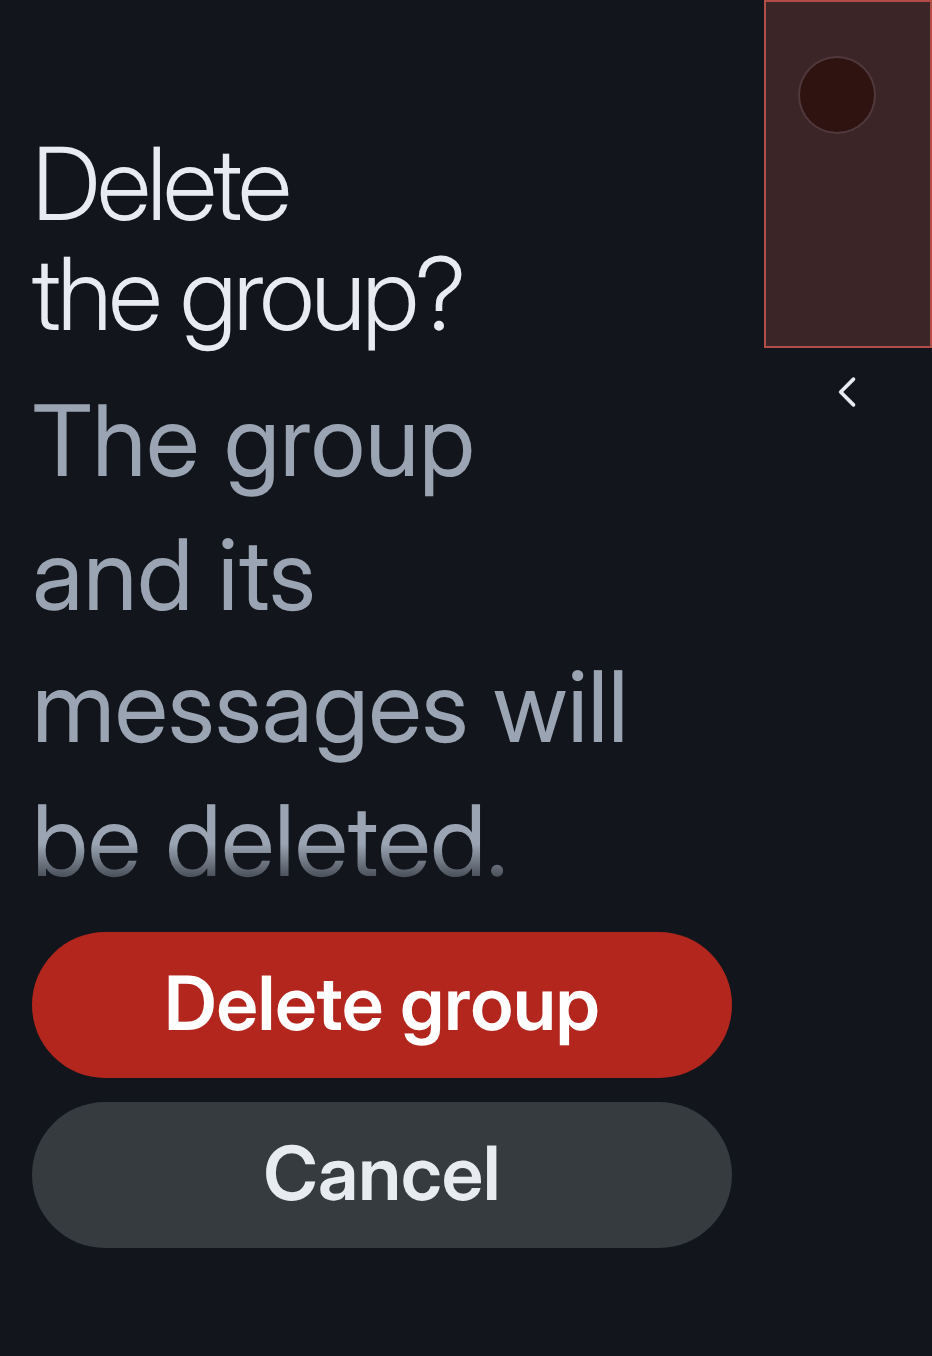 Delete
the group?
The group
and its
messages will
be deleted.
Delete group
Cancel